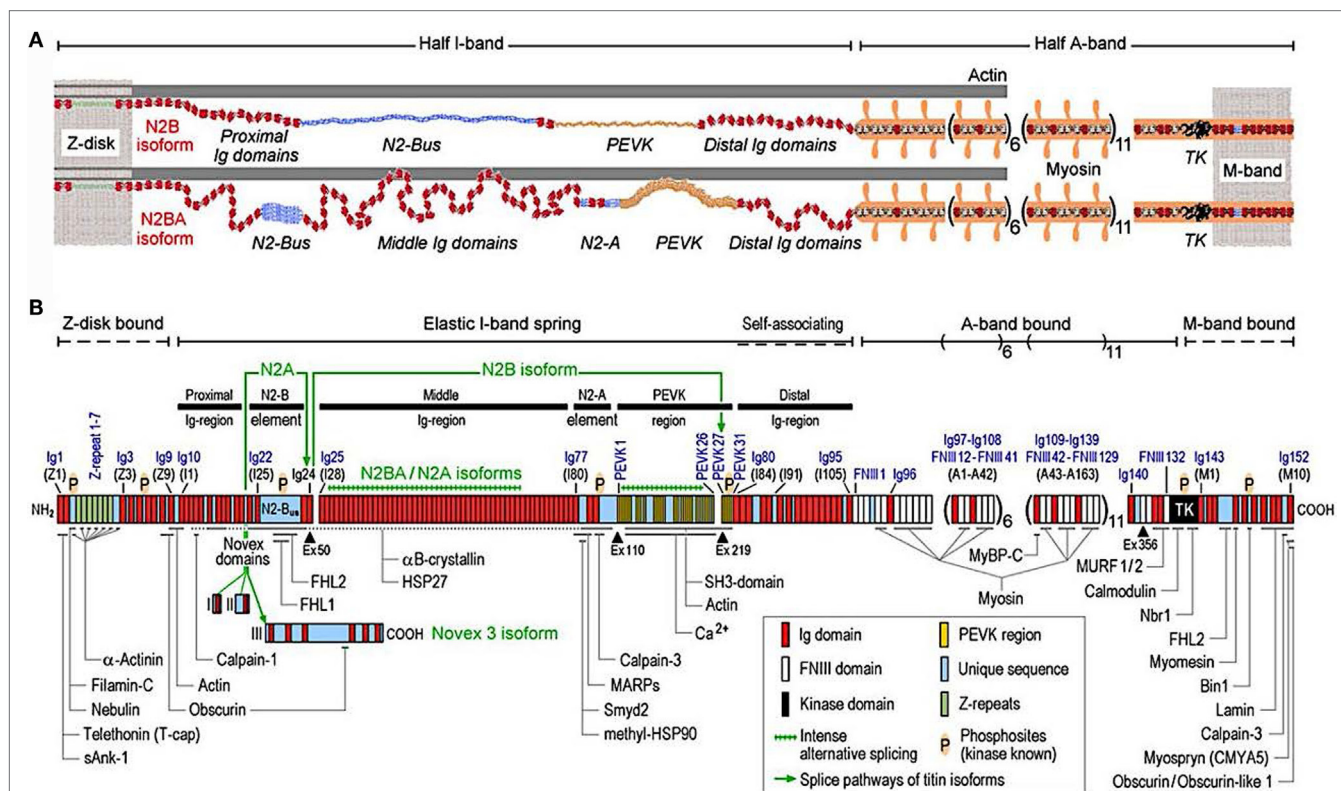 A
Half I-band
Half A-band
Actin
Z-disk
N2B
isoform
Proximal
Ig domains
N2-Bus
PEVK
Distal Ig domains
6
11
TK
Myosin
M-band
N2BA
isoform
N2-Bus
Middle Ig domains
N2-A
PEVK
Distal Ig domains
6
11
TK
B
Z-disk bound
Elastic I-band spring
Self-associating
A-band bound
M-band bound
6
11
N2A
N2B isoform
Proximal
Ig-region
N2-B
element
Middle
Ig-region
N2-A
element
PEVK
region
Distal
Ig-region
Ig1
(Z1)
P
Z-repeat 1-7
Ig3
(Z3)
P
Ig9
(Z9)
Ig10
(I1)
Ig22
(I25)
P
Ig24
Ig25
(I28)
N2BA / N2A isoforms
Ig77
(I80)
P
PEVK1
PEVK26
PEVK27
PEVK31
P
Ig80
(I84)
(I91)
Ig95
(I105)
FNIII1
Ig96
Ig97-Ig108
FNIII12-FNIII41
(A1-A42)
Ig109-Ig139
FNIII42-FNIII129
(A43-A163)
Ig140
FNIII132
P
Ig143
(M1)
P
Ig152
(M10)
NH2
N2-Bus
6
11
TK
COOH
Novex
domains
Ex50
Ex110
Ex219
Ex356
I
II
III
COOH
Novex 3 isoform
FHL2
FHL1
αB-crystallin
HSP27
SH3-domain
Actin
Ca2+
MyBP-C
Myosin
MURF1/2
Calmodulin
Nbr1
FHL2
Myomesin
Bin1
Lamin
Calpain-3
Myospryn (CMYA5)
Obscurin/Obscurin-like 1
α-Actinin
Filamin-C
Nebulin
Telethonin (T-cap)
sAnk-1
Calpain-1
Actin
Obscurin
Calpain-3
MARPs
Smyd2
methyl-HSP90
Ig domain
FNIII domain
Kinase domain
Intense
alternative splicing
Splice pathways of titin isoforms
PEVK region
Unique sequence
Z-repeats
P
Phosphosites
(kinase known)